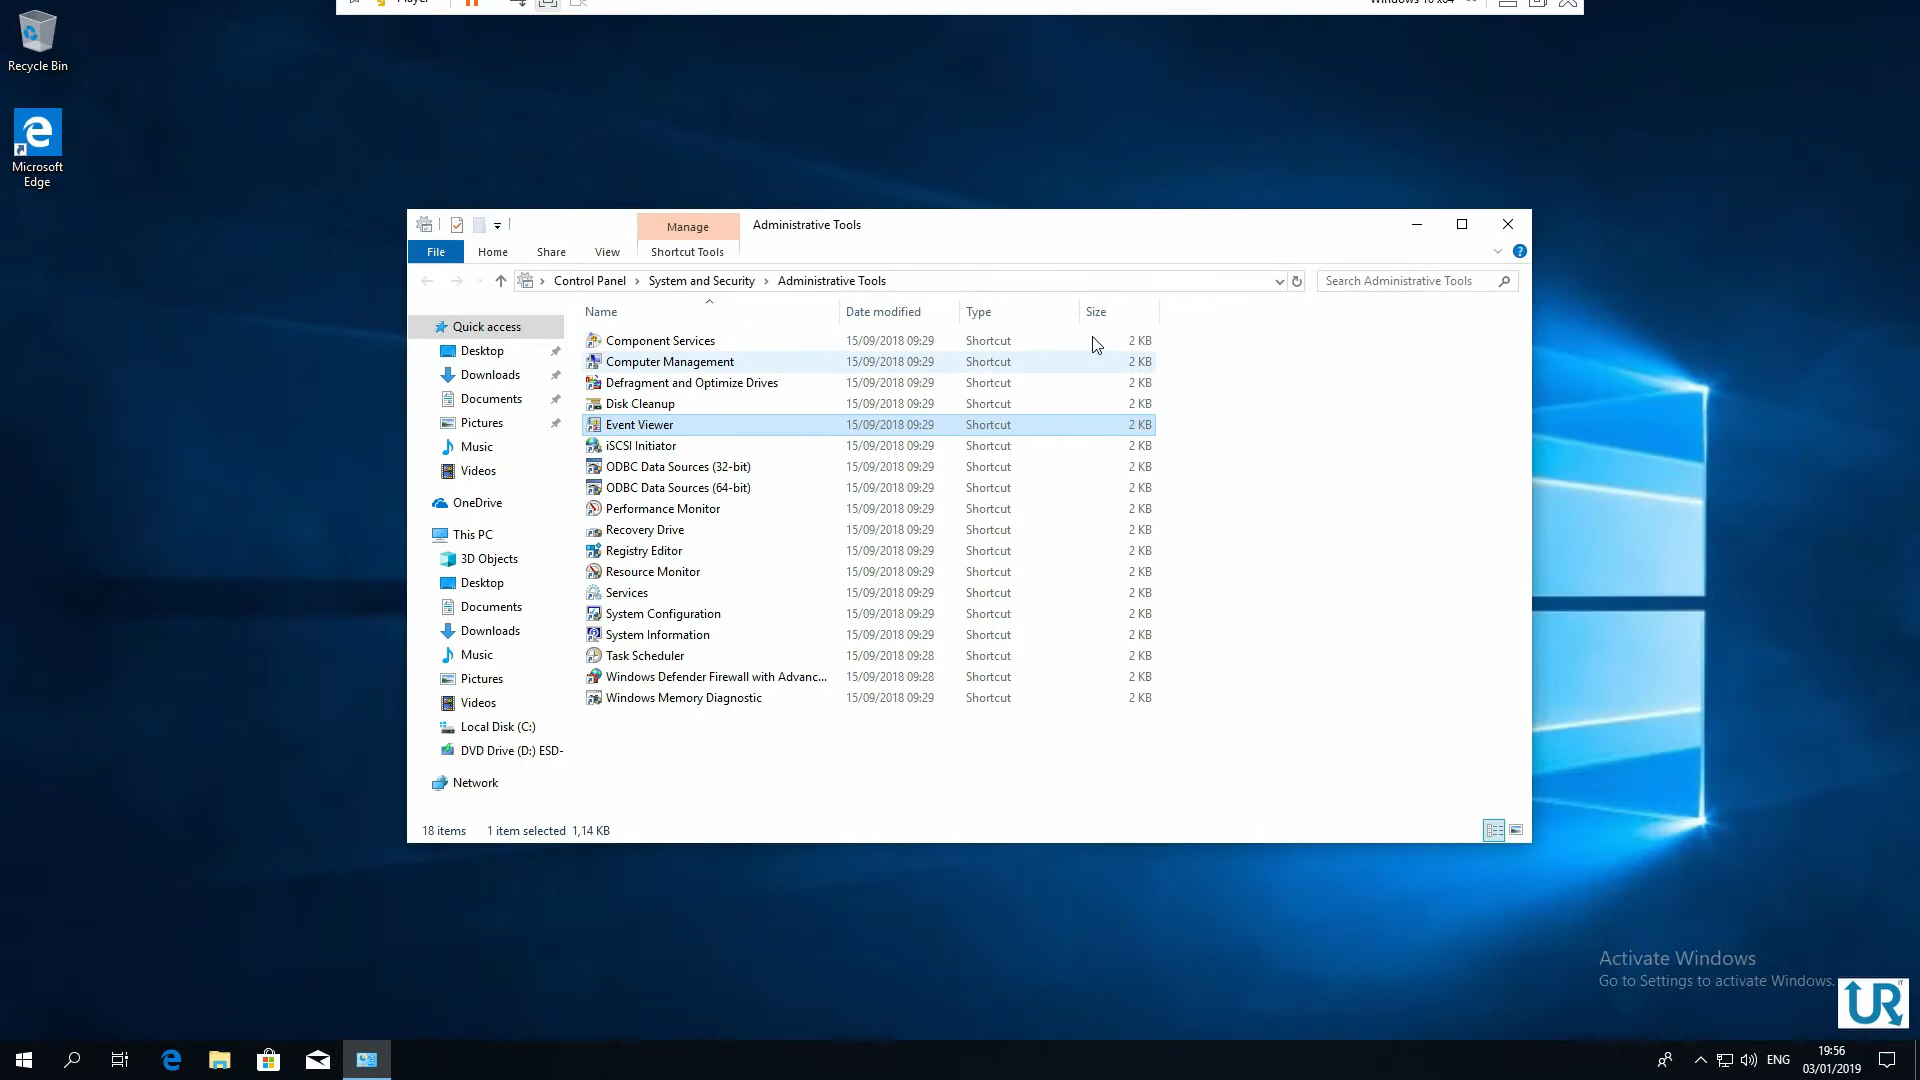 Player
Windows 10 x64
Recycle Bin
Microsoft
Edge
Manage
Administrative Tools
File
Home
Share
View
Shortcut Tools
Control Panel
System and Security
Administrative Tools
Search Administrative Tools
Name
Date modified
Type
Size
Quick access
Desktop
Downloads
Documents
Pictures
Music
Videos
OneDrive
This PC
3D Objects
Desktop
Documents
Downloads
Music
Pictures
Videos
Local Disk (C:)
DVD Drive (D:) ESD-
Network
Component Services 15/09/2018 09:29 Shortcut 2 KB
Computer Management 15/09/2018 09:29 Shortcut 2 KB
Defragment and Optimize Drives 15/09/2018 09:29 Shortcut 2 KB
Disk Cleanup 15/09/2018 09:29 Shortcut 2 KB
Event Viewer 15/09/2018 09:29 Shortcut 2 KB
iSCSI Initiator 15/09/2018 09:29 Shortcut 2 KB
ODBC Data Sources (32-bit) 15/09/2018 09:29 Shortcut 2 KB
ODBC Data Sources (64-bit) 15/09/2018 09:29 Shortcut 2 KB
Performance Monitor 15/09/2018 09:29 Shortcut 2 KB
Recovery Drive 15/09/2018 09:29 Shortcut 2 KB
Registry Editor 15/09/2018 09:29 Shortcut 2 KB
Resource Monitor 15/09/2018 09:29 Shortcut 2 KB
Services 15/09/2018 09:29 Shortcut 2 KB
System Configuration 15/09/2018 09:29 Shortcut 2 KB
System Information 15/09/2018 09:29 Shortcut 2 KB
Task Scheduler 15/09/2018 09:28 Shortcut 2 KB
Windows Defender Firewall with Advanc... 15/09/2018 09:28 Shortcut 2 KB
Windows Memory Diagnostic 15/09/2018 09:29 Shortcut 2 KB
18 items 1 item selected 1,14 KB
Activate Windows
Go to Settings to activate Windows.
UR
IT
ENG
19:56
03/01/2019